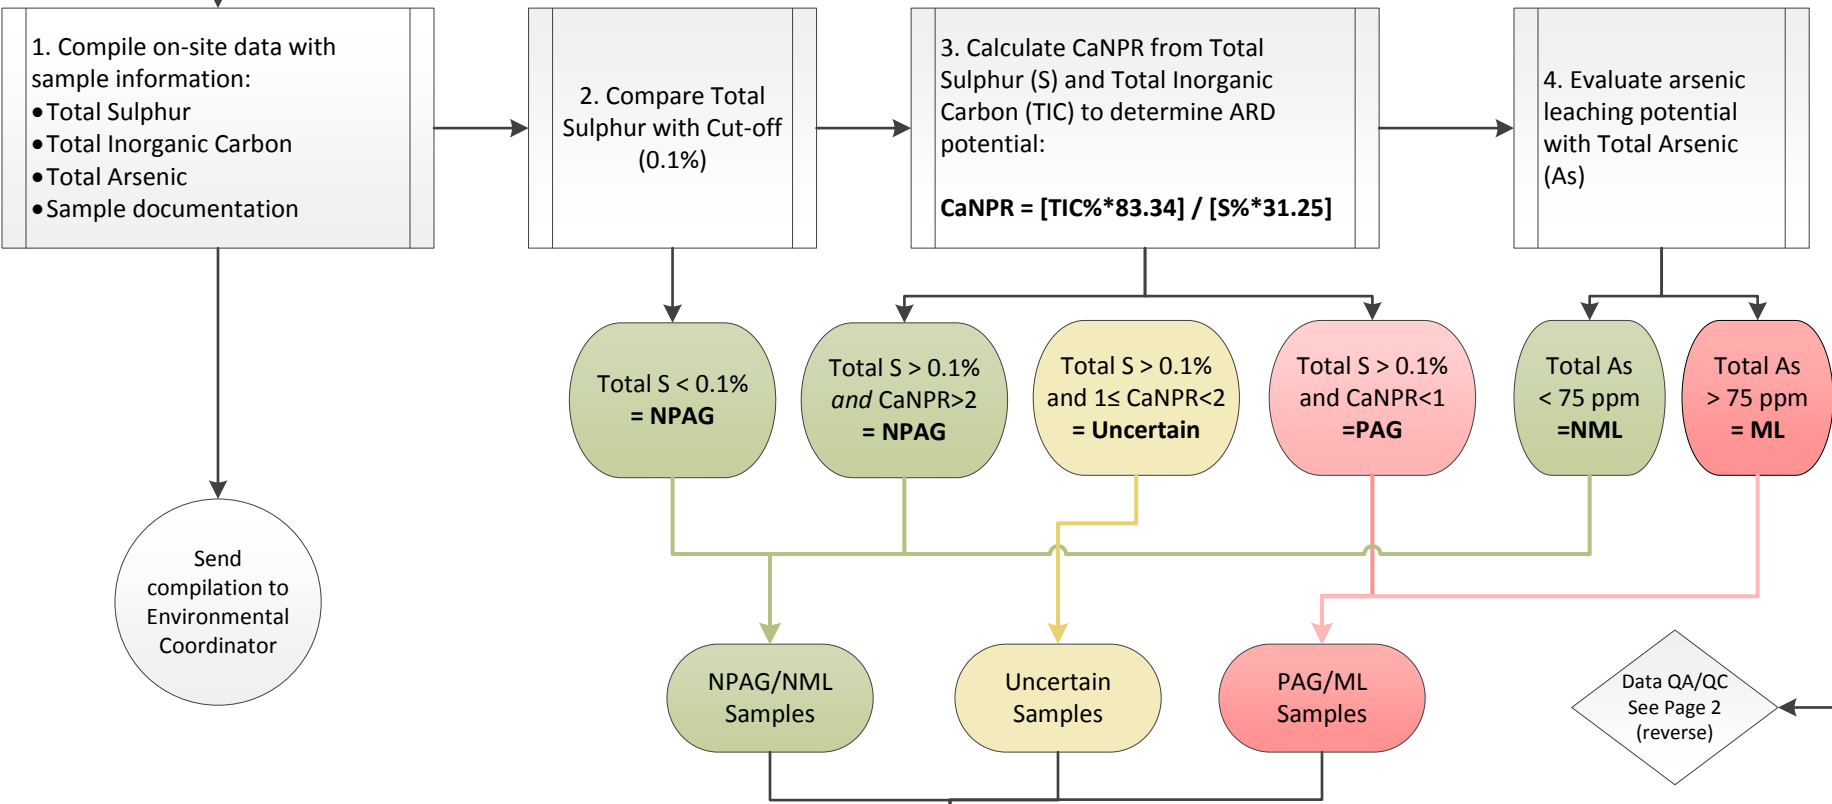 1. Compile on-site data with
sample information:
•Total Sulphur
•Total Inorganic Carbon
•Total Arsenic
•Sample documentation
2. Compare Total
Sulphur with Cut-off
(0.1%)
3. Calculate CaNPR from Total
Sulphur (S) and Total Inorganic
Carbon (TIC) to determine ARD
potential:
CaNPR = [TIC%*83.34] / [S%*31.25]
4. Evaluate arsenic
leaching potential
with Total Arsenic
(As)
Total S < 0.1%
= NPAG
Total S > 0.1%
and CaNPR>2
= NPAG
Total S > 0.1%
and 1≤ CaNPR<2
= Uncertain
Total S > 0.1%
and CaNPR<1
=PAG
Total As
< 75 ppm
=NML
Total As
> 75 ppm
= ML
Send
compilation to
Environmental
Coordinator
NPAG/NML
Samples
Uncertain
Samples
PAG/ML
Samples
Data QA/QC
See Page 2
(reverse)